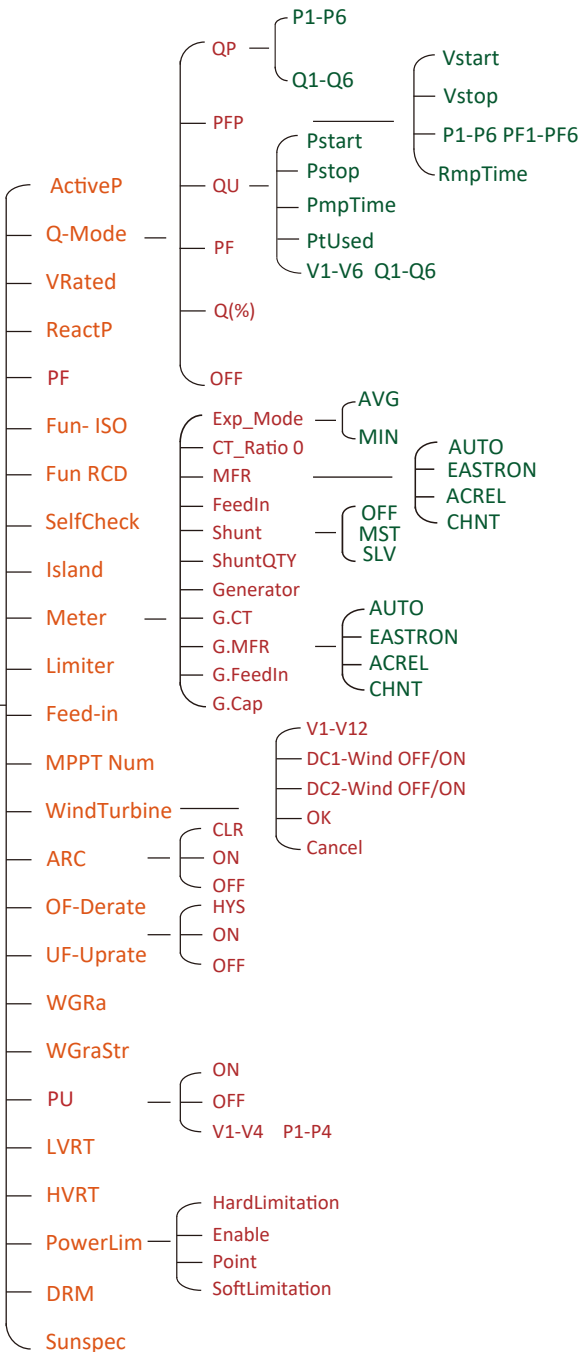 ActiveP
Q-Mode
VRated
ReactP
PF
Fun- ISO
Fun RCD
SelfCheck
Island
Meter
Limiter
Feed-in
MPPT Num
WindTurbine
ARC
OF-Derate
UF-Uprate
WGRa
WGraStr
PU
LVRT
HVRT
PowerLim
DRM
Sunspec
QP
PFP
QU
PF
Q(%)
OFF
P1-P6
Q1-Q6
Vstart
Vstop
P1-P6 PF1-PF6
RmpTime
Pstart
Pstop
PmpTime
PtUsed
V1-V6 Q1-Q6
Exp_Mode
CT_Ratio 0
MFR
FeedIn
Shunt
ShuntQTY
Generator
G.CT
G.MFR
G.FeedIn
G.Cap
AVG
MIN
AUTO
EASTRON
ACREL
CHNT
OFF
MST
SLV
AUTO
EASTRON
ACREL
CHNT
V1-V12
DC1-Wind OFF/ON
DC2-Wind OFF/ON
OK
Cancel
CLR
ON
OFF
HYS
ON
OFF
ON
OFF
V1-V4 P1-P4
HardLimitation
Enable
Point
SoftLimitation